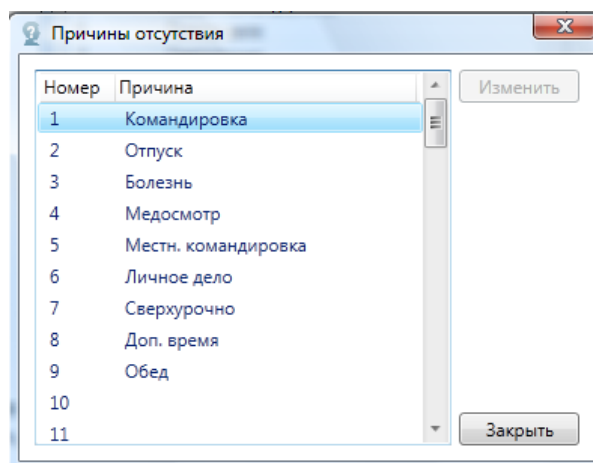 Причины отсутствия
Номер Причина
Изменить
1 Командировка
2 Отпуск
3 Болезнь
4 Медосмотр
5 Местн. командировка
6 Личное дело
7 Сверхурочно
8 Доп. время
9 Обед
10
11
Закрыть